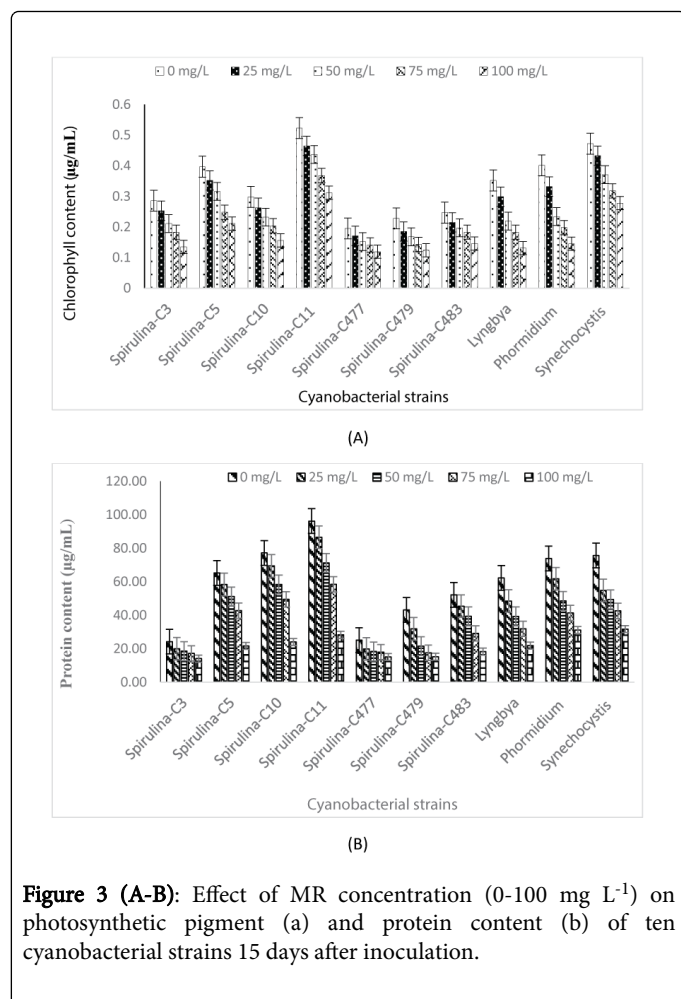 0 mg/L 25 mg/L 50 mg/L 75 mg/L 100 mg/L
0.6
0.5
0.4
0.3
0.2
0.1
0
Chlorophyll content (µg/mL)
Spirulina-C3
Spirulina-C5
Spirulina-C10
Spirulina-C11
Spirulina-C477
Spirulina-C479
Spirulina-C483
Lyngbya
Phormidium
Synechocystis
Cyanobacterial strains
(A)
0 mg/L 25 mg/L 50 mg/L 75 mg/L 100 mg/L
120.00
100.00
80.00
60.00
40.00
20.00
0.00
Protein content (µg/mL)
Spirulina-C3
Spirulina-C5
Spirulina-C10
Spirulina-C11
Spirulina-C477
Spirulina-C479
Spirulina-C483
Lyngbya
Phormidium
Synechocystis
Cyanobacterial strains
(B)
Figure 3 (A-B): Effect of MR concentration (0-100 mg L-1) on
photosynthetic pigment (a) and protein content (b) of ten
cyanobacterial strains 15 days after inoculation.